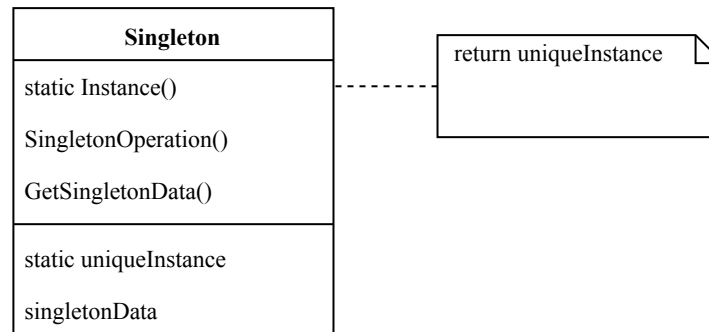 Singleton
static Instance()
return uniqueInstance
SingletonOperation()
GetSingletonData()
static uniqueInstance
singletonData